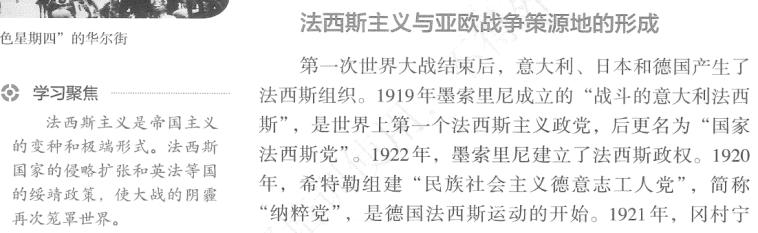 色星期四”的华尔街
学习聚焦
法西斯主义是帝国主义
的变种和极端形式。法西斯
国家的侵略扩张和英法等国
的绥靖政策，使大战的阴霾
再次笼罩世界。
法西斯主义与亚欧战争策源地的形成
第一次世界大战结束后，意大利、日本和德国产生了
法西斯组织。1919年墨索里尼成立的“战斗的意大利法西
斯”，是世界上第一个法西斯主义政党，后更名为“国家
法西斯党”。1922年，墨索里尼建立了法西斯政权。1920
年，希特勒组建“民族社会主义德意志工人党”，简称
“纳粹党”，是德国法西斯运动的开始。1921年，冈村宁